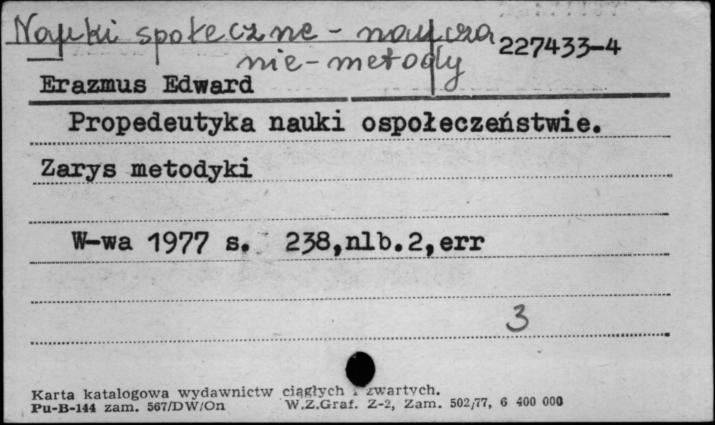 Nauki społeczne - naucza 227433-4
nie - metody
Erazmus Edward
Propedeutyka nauki ospołeczeństwie.
Zarys metodyki
W-wa 1977 s. 238,nlb.2,err
3
Karta katalogowa wydawnictw ciągłych i zwartych.
Pu-B-144 zam. 567/DW/On W.Z.Graf. Z-2, Zam. 502/77, 6 400 000